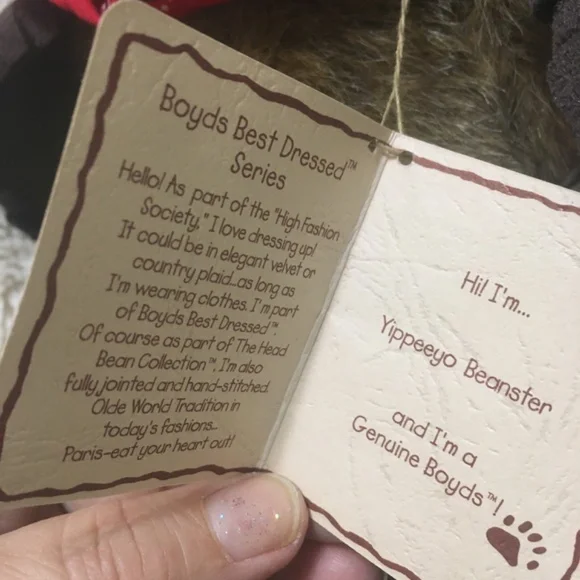 Boyds Best Dressed™
Series
Hello! As part of the "High Fashion
Society," I love dressing up!
It could be in elegant velvet or
country plaid...as long as
I'm wearing clothes. I'm part
of Boyds Best Dressed™.
Of course as part of The Head
Bean Collection™, I'm also
fully jointed and hand-stitched.
Olde World Tradition in
today's fashions...
Paris-eat your heart out!
Hi! I'm...
Yippeeyo Beanster
and I'm a
Genuine Boyds™!